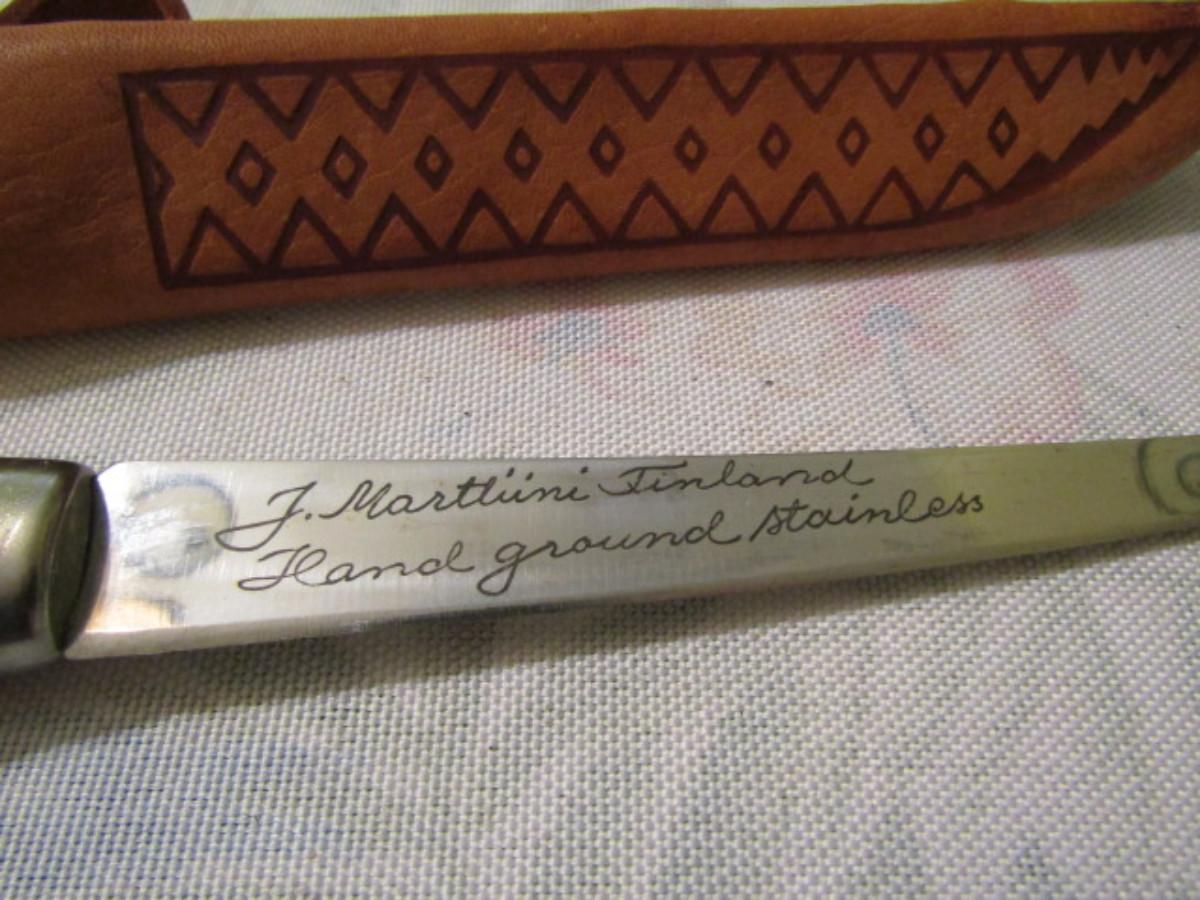 J. Marttiini Finland
Hand ground stainless